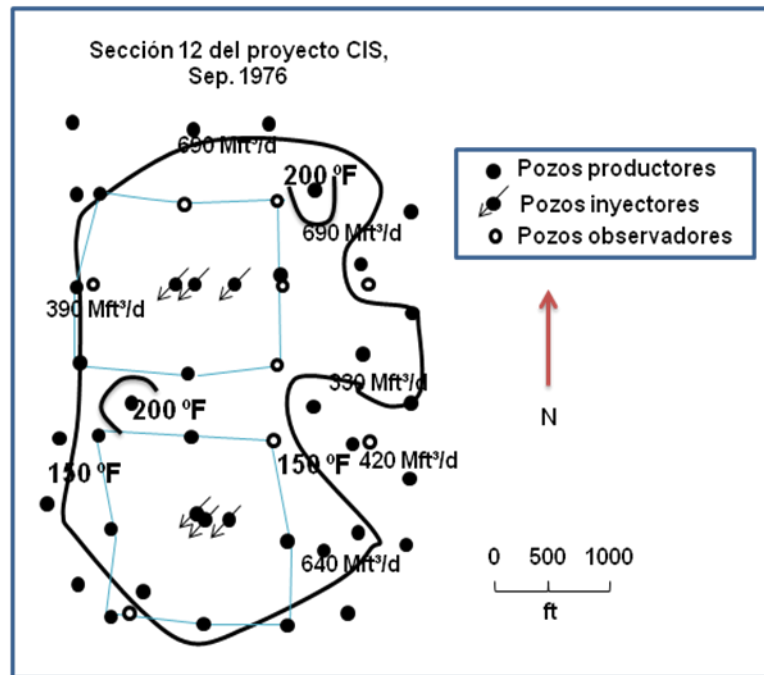 Sección 12 del proyecto CIS,
Sep. 1976
690 Mft³/d
200 ºF
690 Mft³/d
390 Mft³/d
330 Mft³/d
200 ºF
150 ºF
150 ºF
420 Mft³/d
640 Mft³/d
Pozos productores
Pozos inyectores
Pozos observadores
N
0 500 1000
ft